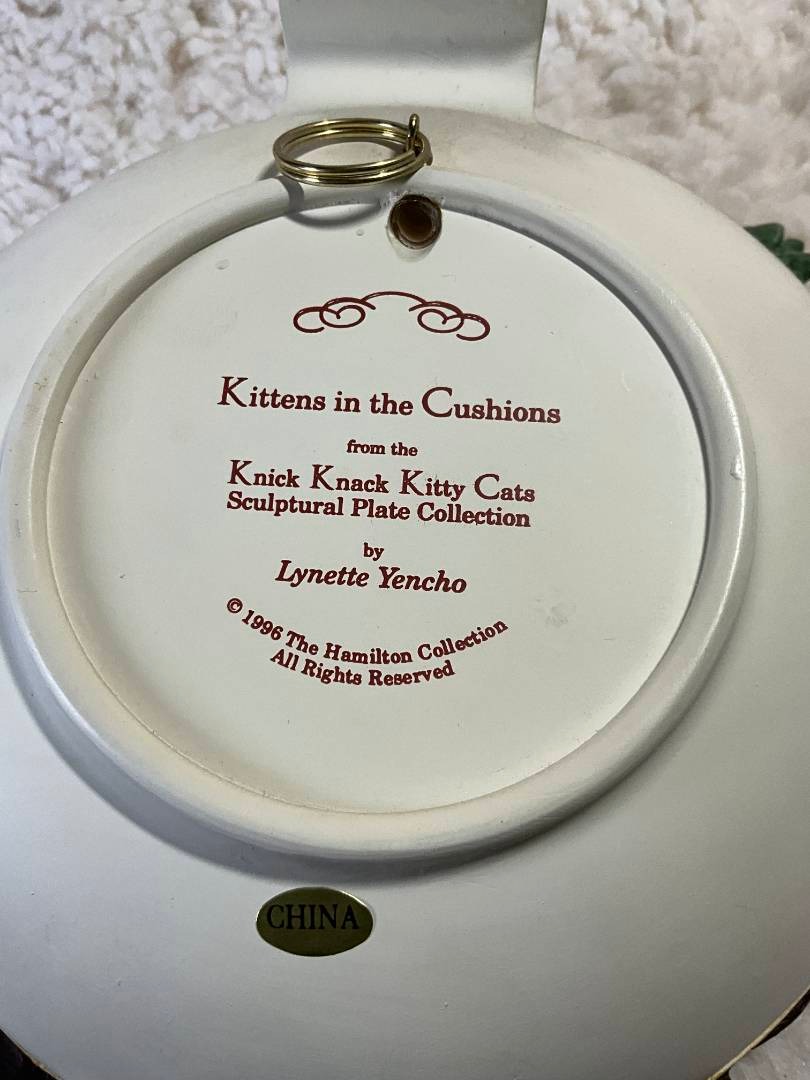 Kittens in the Cushions
from the
Knick Knack Kitty Cats
Sculptural Plate Collection
by
Lynette Yencho
© 1996 The Hamilton Collection
All Rights Reserved
CHINA